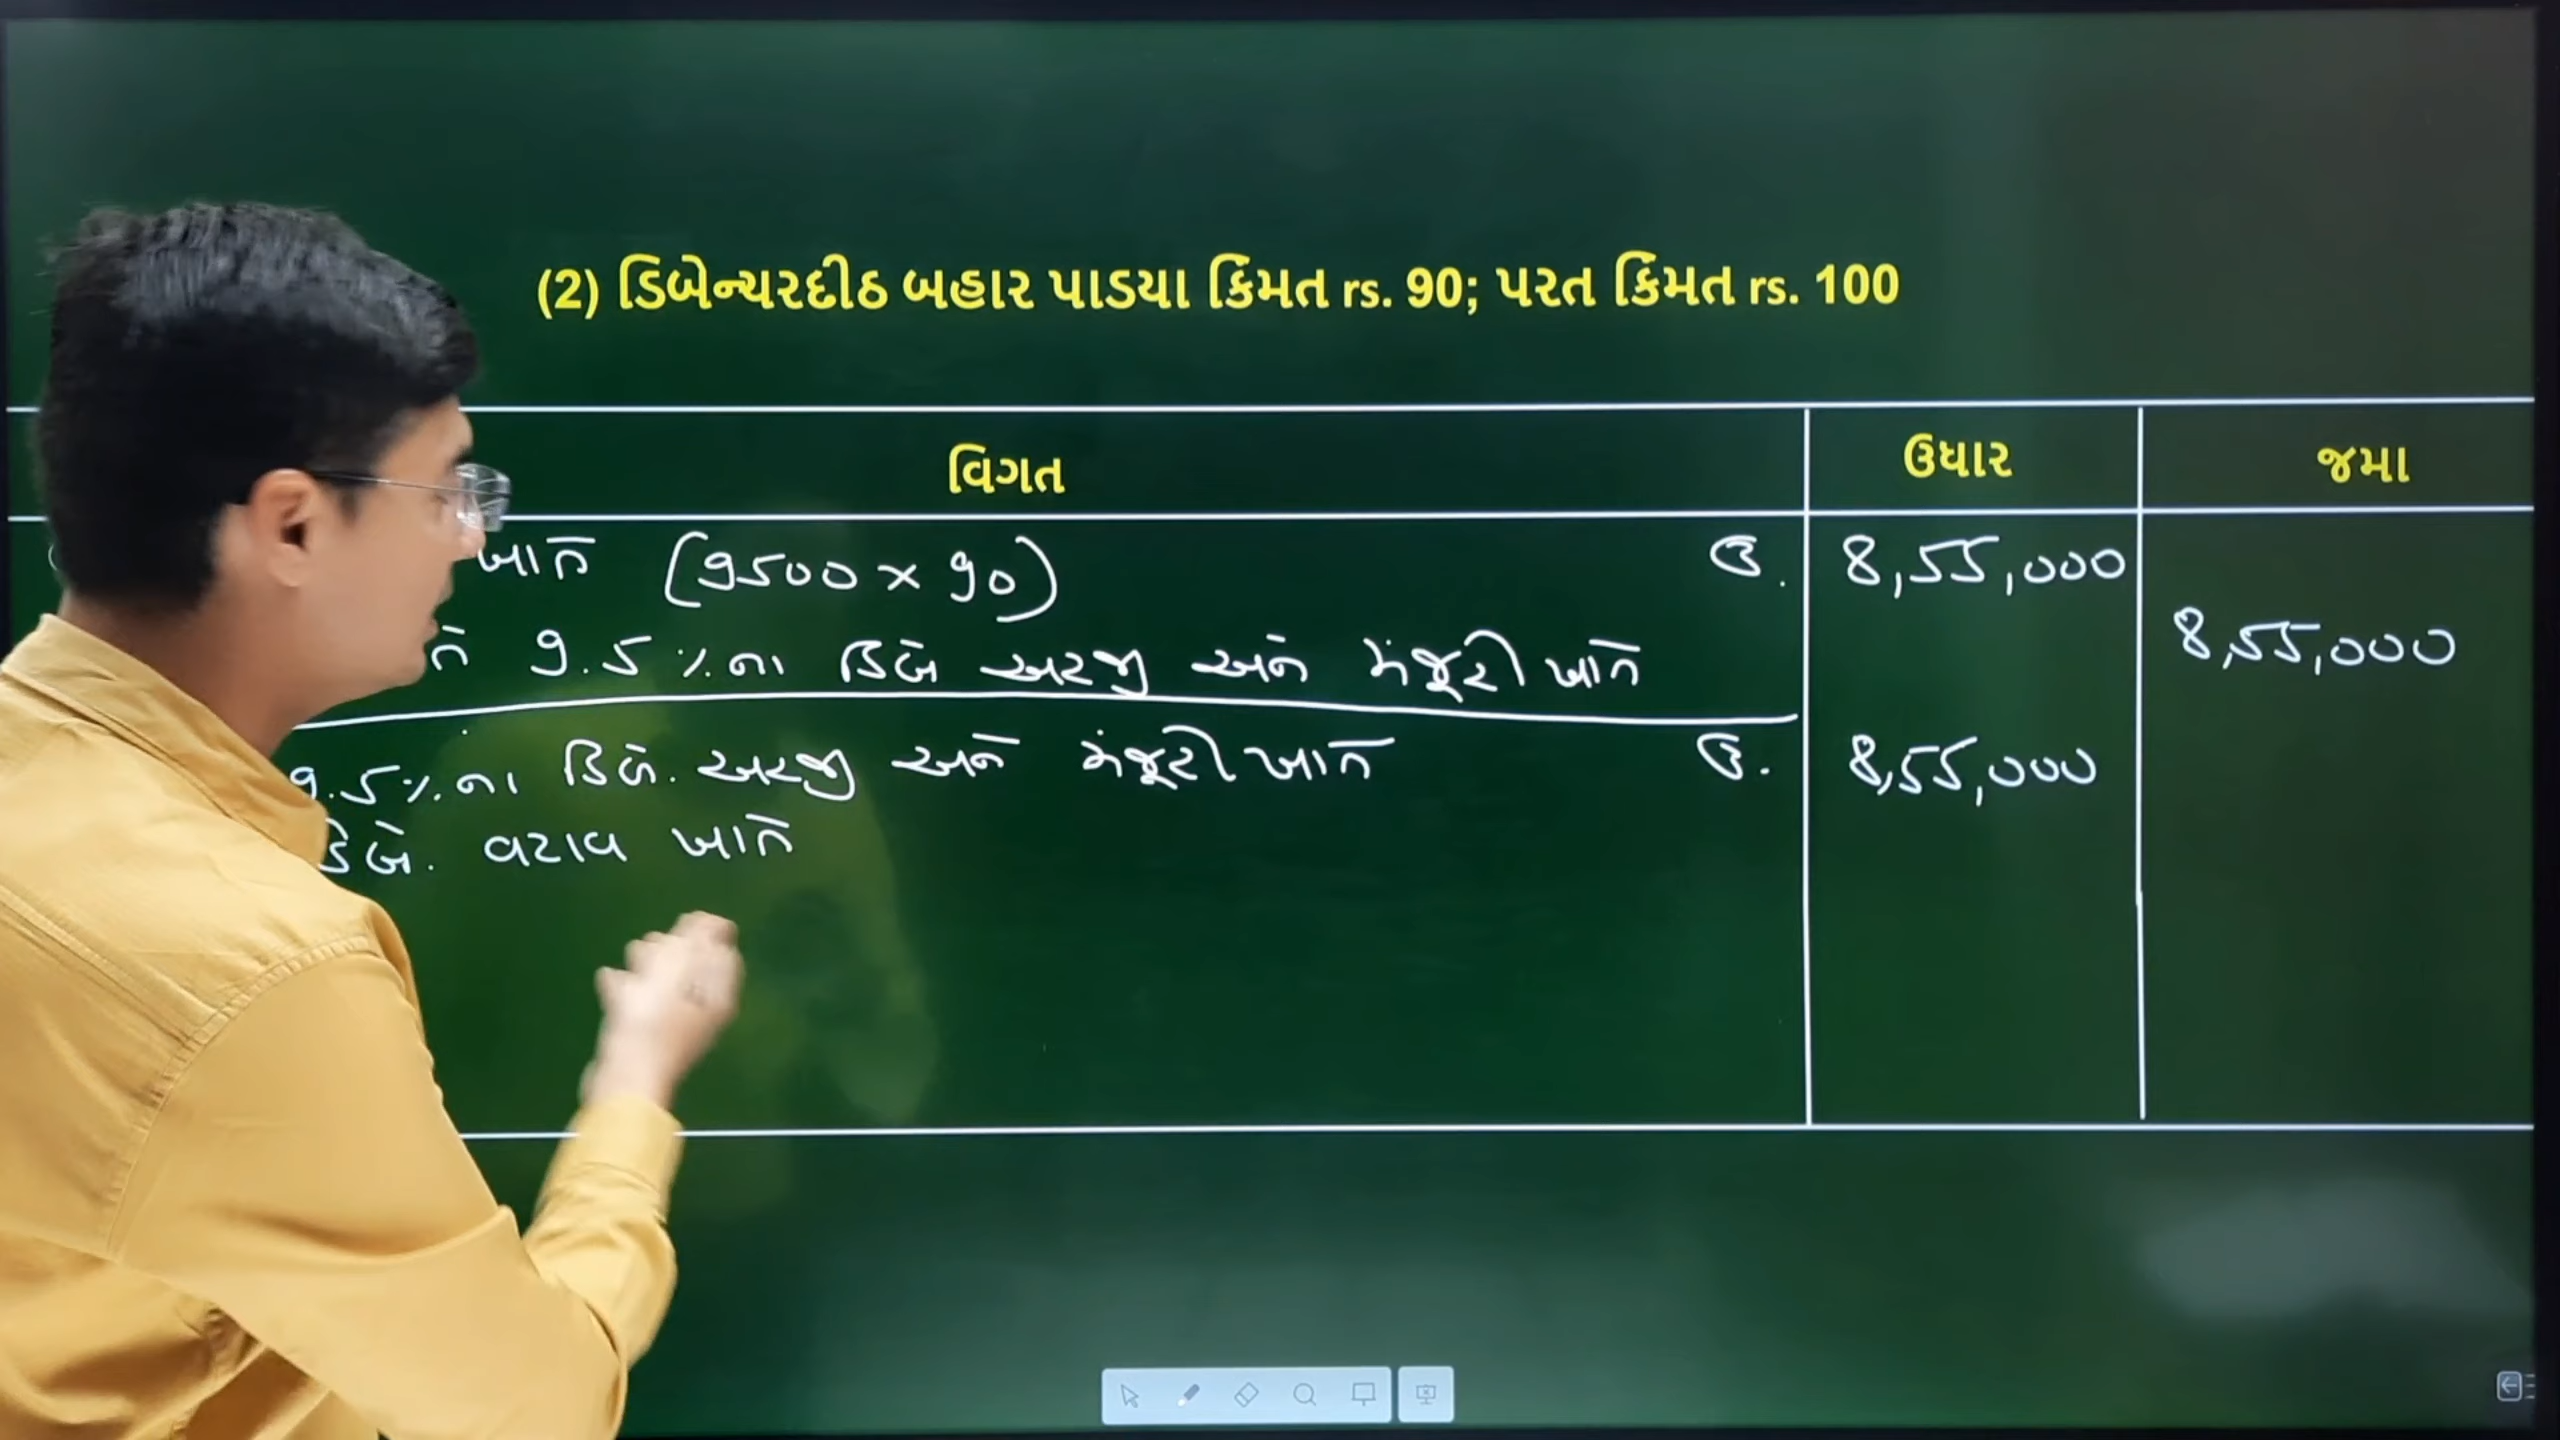 (2) ડિબેન્ચરદીઠ બહાર પાડયા કિંમત rs. 90; પરત કિંમત rs. 100
વિગત ઉધાર જમા
ખાતે (9500 × 90) ઉ. 8,55,000
તે 9.5 %ના ડિબે અરજી અને મંજૂરી ખાતે 8,55,000
9.5%ના ડિબે. અરજી અને મંજૂરી ખાતે ઉ. 8,55,000
ડિબે. વટાવ ખાતે